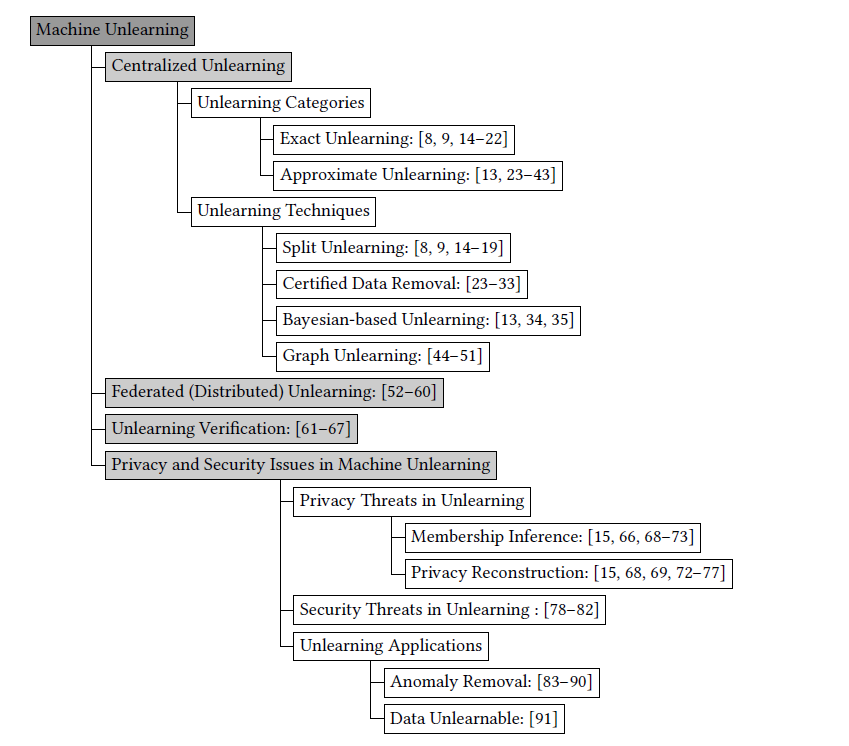 Machine Unlearning
Centralized Unlearning
Unlearning Categories
Exact Unlearning: [8, 9, 14–22]
Approximate Unlearning: [13, 23–43]
Unlearning Techniques
Split Unlearning: [8, 9, 14–19]
Certified Data Removal: [23–33]
Bayesian-based Unlearning: [13, 34, 35]
Graph Unlearning: [44–51]
Federated (Distributed) Unlearning: [52–60]
Unlearning Verification: [61–67]
Privacy and Security Issues in Machine Unlearning
Privacy Threats in Unlearning
Membership Inference: [15, 66, 68–73]
Privacy Reconstruction: [15, 68, 69, 72–77]
Security Threats in Unlearning : [78–82]
Unlearning Applications
Anomaly Removal: [83–90]
Data Unlearnable: [91]